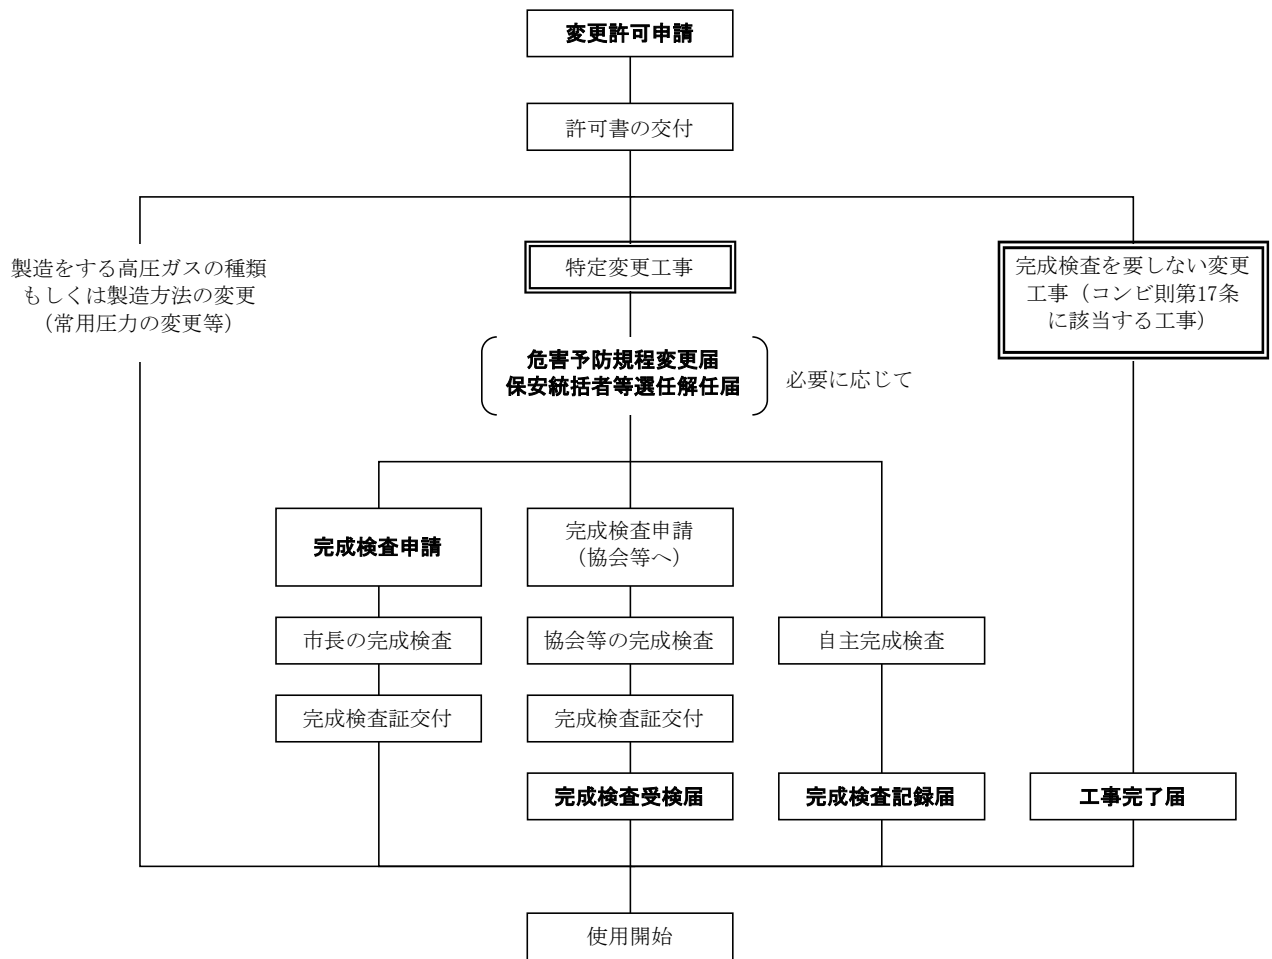 変更許可申請
許可書の交付
製造をする高圧ガスの種類
もしくは製造方法の変更
（常用圧力の変更等）
特定変更工事
完成検査を要しない変更
工事（コンビ則第17条
に該当する工事）
危害予防規程変更届
保安統括者等選任解任届
必要に応じて
完成検査申請
完成検査申請
（協会等へ）
市長の完成検査
協会等の完成検査
自主完成検査
完成検査証交付
完成検査証交付
完成検査受検届
完成検査記録届
工事完了届
使用開始